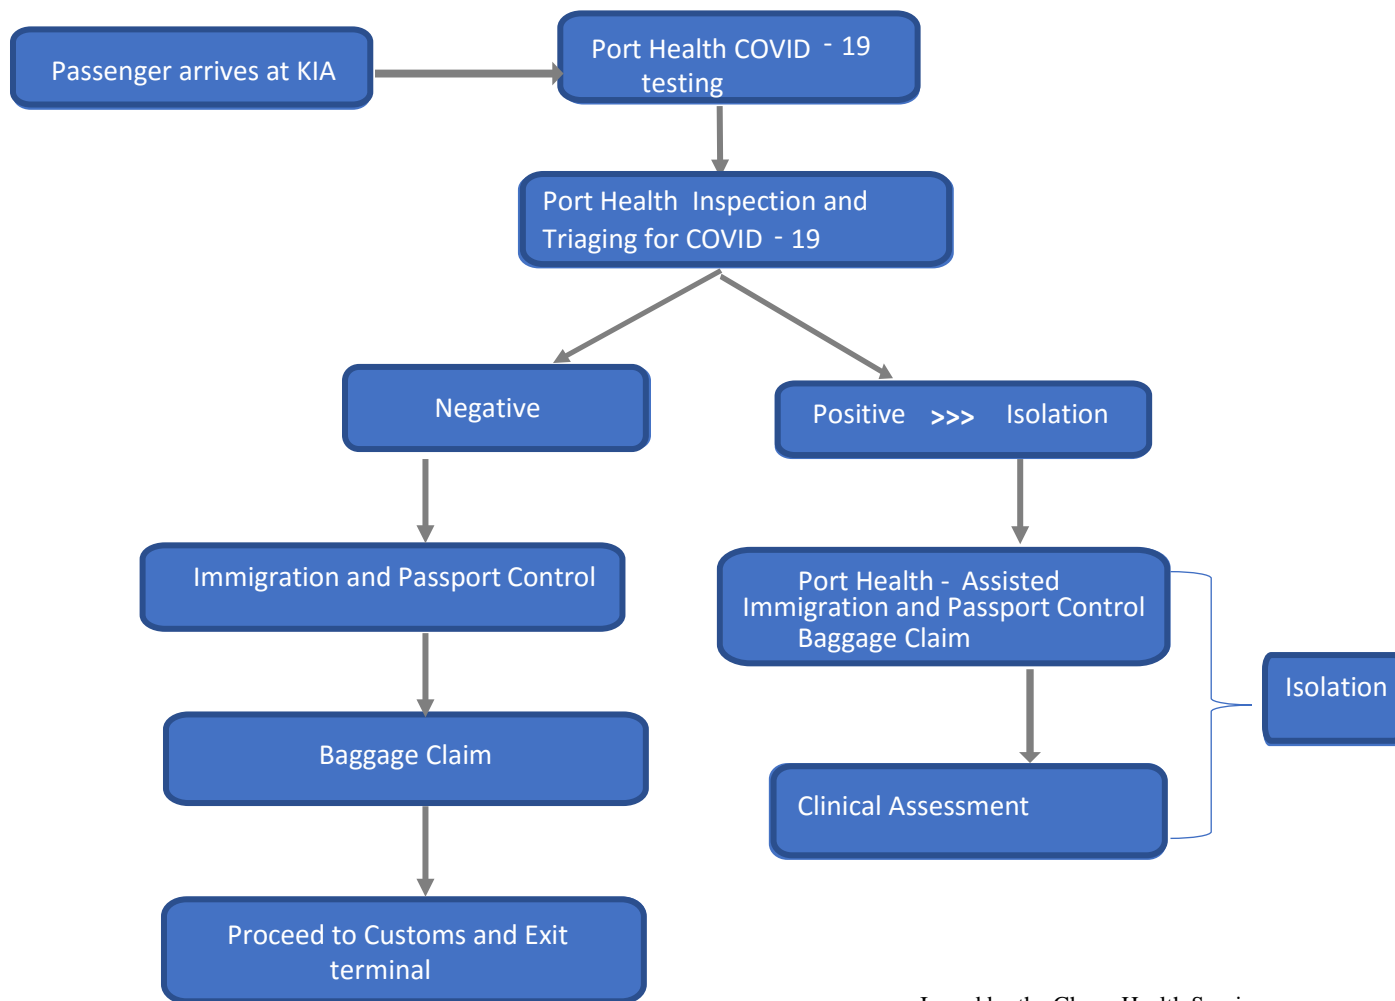 Passenger arrives at KIA
Port Health COVID - 19
testing
Port Health Inspection and
Triaging for COVID - 19
Negative
Positive >>> Isolation
Immigration and Passport Control
Port Health - Assisted
Immigration and Passport Control
Baggage Claim
Isolation
Baggage Claim
Clinical Assessment
Proceed to Customs and Exit
terminal